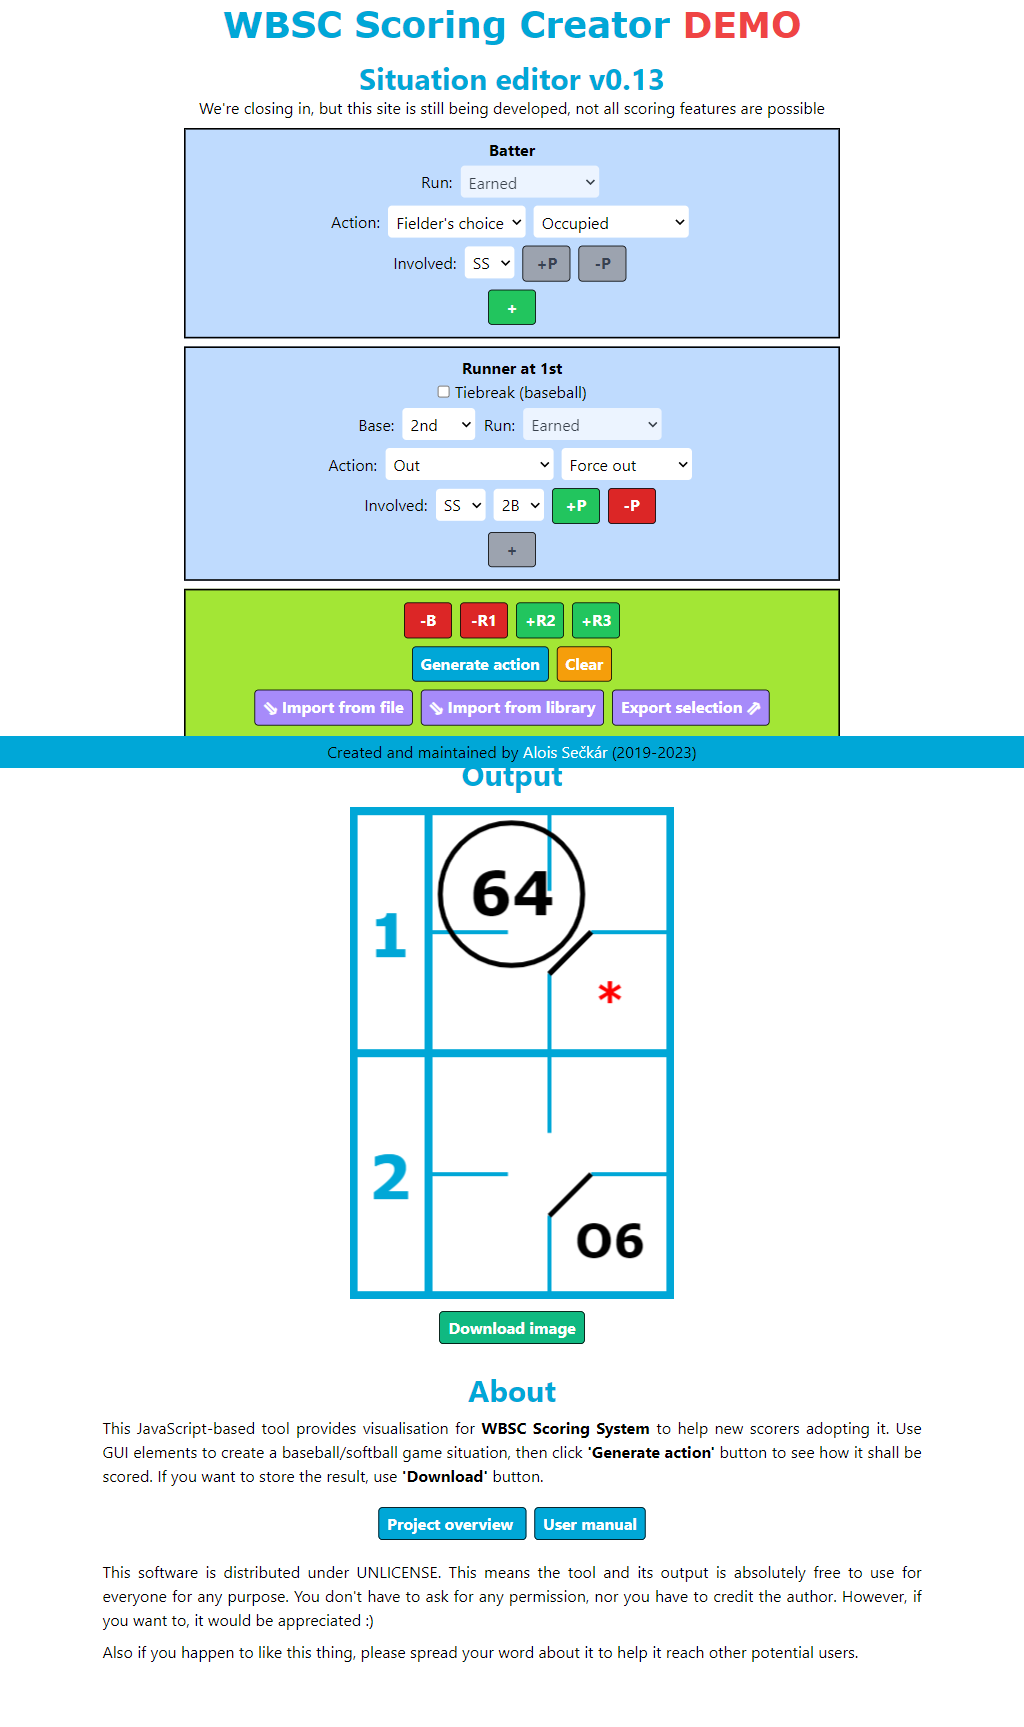 WBSC Scoring Creator DEMO
Situation editor v0.13
We're closing in, but this site is still being developed, not all scoring features are possible
Batter
Run: Earned
Action: Fielder's choice Occupied
Involved: SS +P -P
+
Runner at 1st
Tiebreak (baseball)
Base: 2nd Run: Earned
Action: Out Force out
Involved: SS 2B +P -P
+
-B -R1 +R2 +R3
Generate action Clear
⇘ Import from file ⇘ Import from library Export selection ⇗
Created and maintained by Alois Sečkár (2019-2023)
Output
64
1
*
2
O6
Download image
About
This JavaScript-based tool provides visualisation for WBSC Scoring System to help new scorers adopting it. Use
GUI elements to create a baseball/softball game situation, then click 'Generate action' button to see how it shall be
scored. If you want to store the result, use 'Download' button.
Project overview User manual
This software is distributed under UNLICENSE. This means the tool and its output is absolutely free to use for
everyone for any purpose. You don't have to ask for any permission, nor you have to credit the author. However, if
you want to, it would be appreciated :)
Also if you happen to like this thing, please spread your word about it to help it reach other potential users.